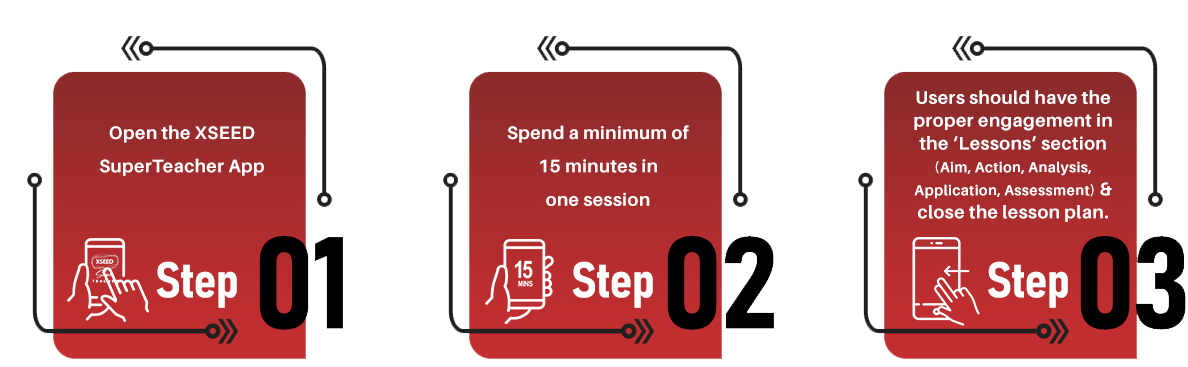 Open the XSEED
SuperTeacher App
XSEED
Step 01
Spend a minimum of
15 minutes in
one session
15
MINS
Step 02
Users should have the
proper engagement in
the ‘Lessons’ section
(Aim, Action, Analysis,
Application, Assessment) &
close the lesson plan.
Step 03